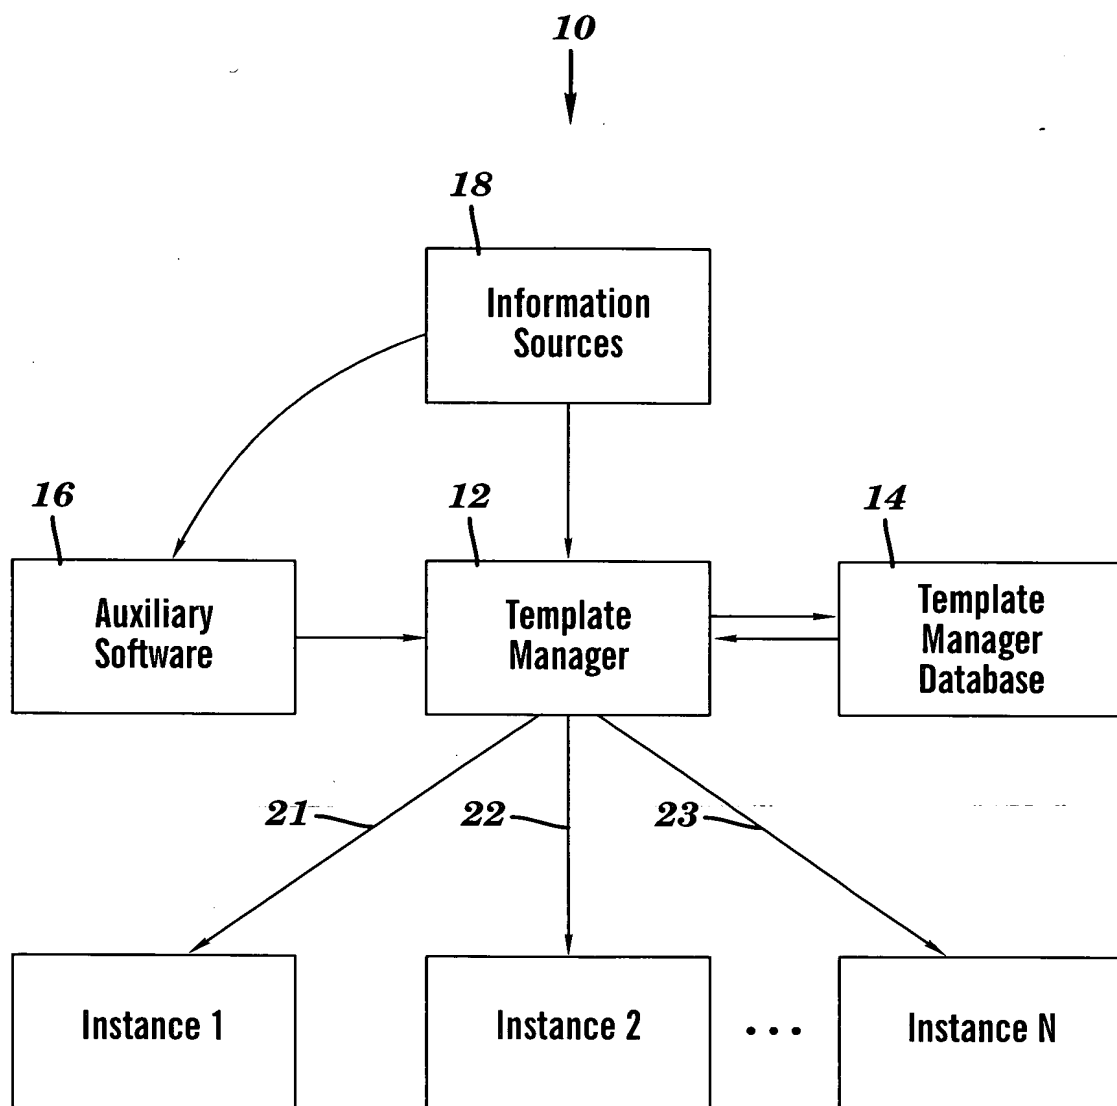 10
18
Information
Sources
16
12
14
Auxiliary
Software
Template
Manager
Template
Manager
Database
21
22
23
Instance 1
Instance 2
• • •
Instance N